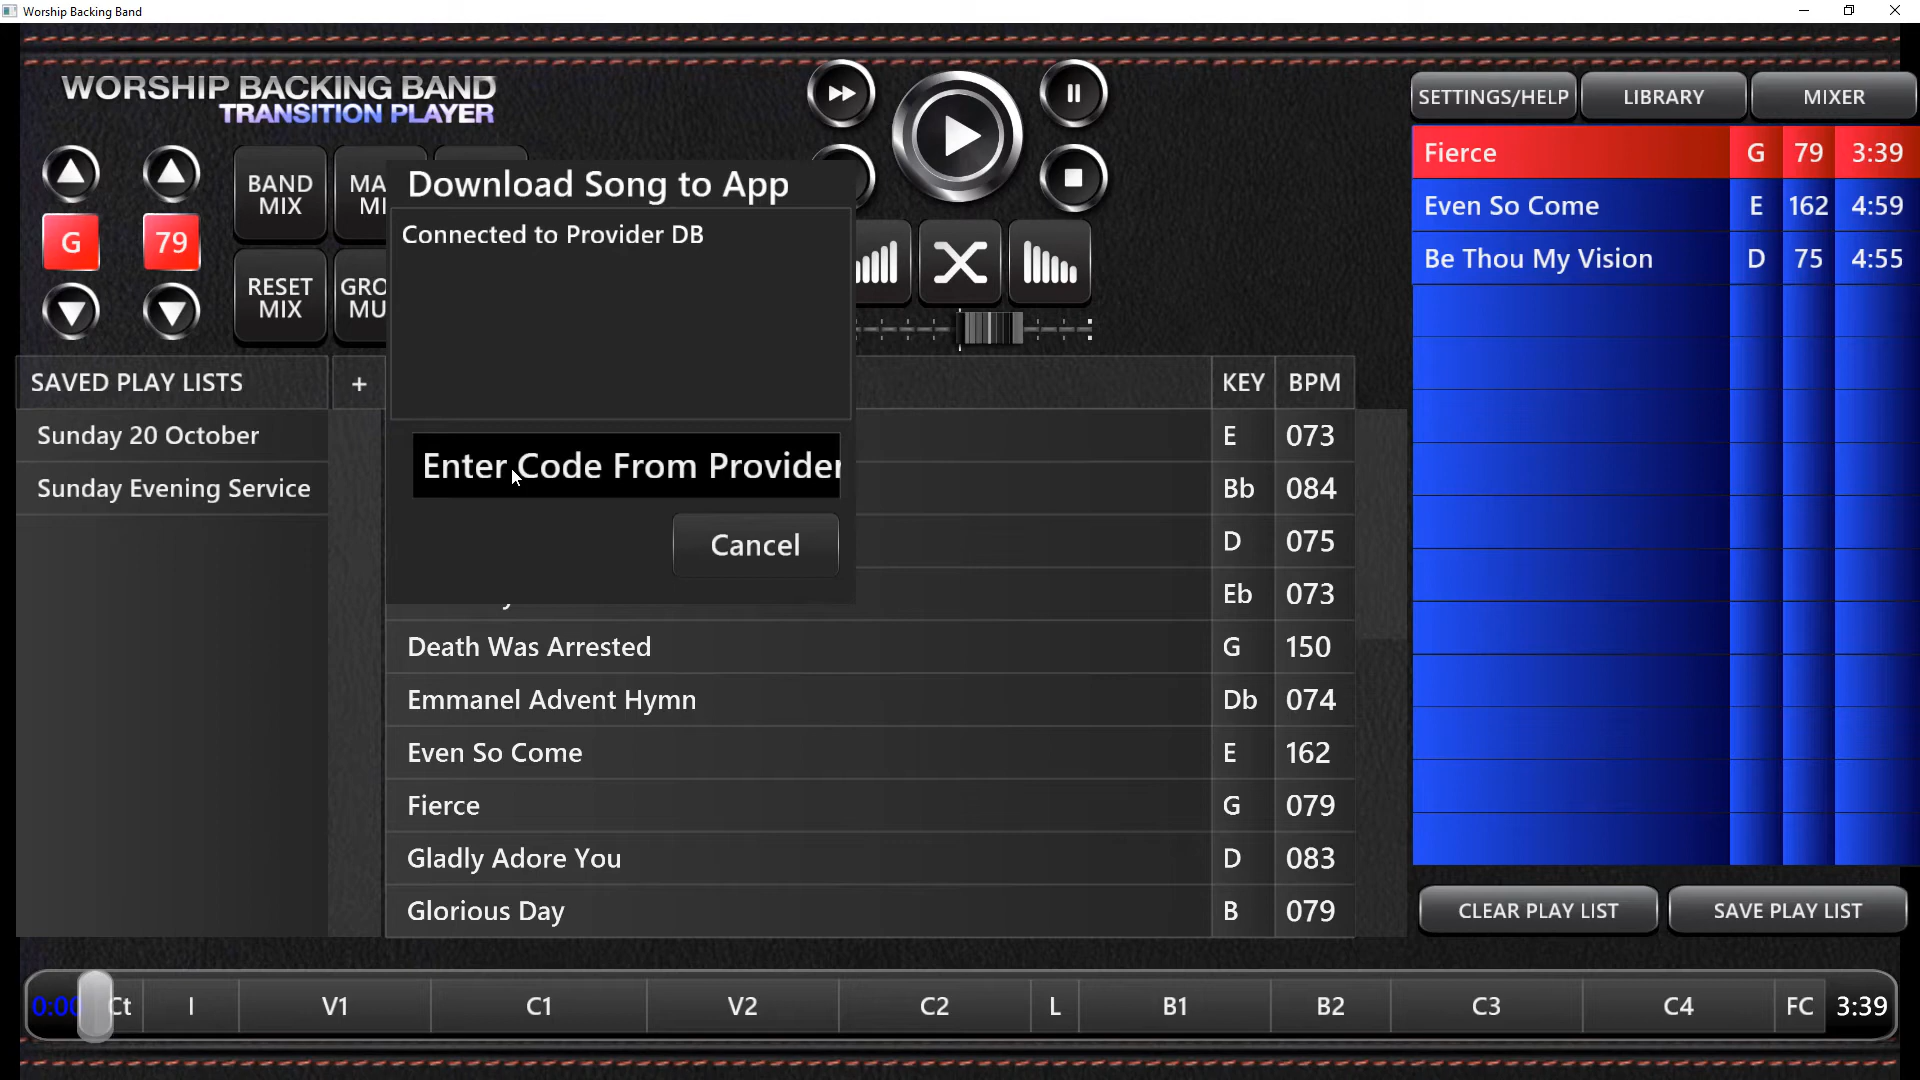 Worship Backing Band
WORSHIP BACKING BAND
TRANSITION PLAYER
SETTINGS/HELP
LIBRARY
MIXER
G
79
BAND
MIX
RESET
MIX
MA
MI
GRO
MU
Download Song to App
Connected to Provider DB
Enter Code From Provider
Cancel
Fierce G 79 3:39
Even So Come E 162 4:59
Be Thou My Vision D 75 4:55
SAVED PLAY LISTS
+
Sunday 20 October
Sunday Evening Service
KEY BPM
E 073
Bb 084
D 075
Eb 073
Death Was Arrested G 150
Emmanel Advent Hymn Db 074
Even So Come E 162
Fierce G 079
Gladly Adore You D 083
Glorious Day B 079
CLEAR PLAY LIST
SAVE PLAY LIST
0:00 Ct I V1 C1 V2 C2 L B1 B2 C3 C4 FC 3:39